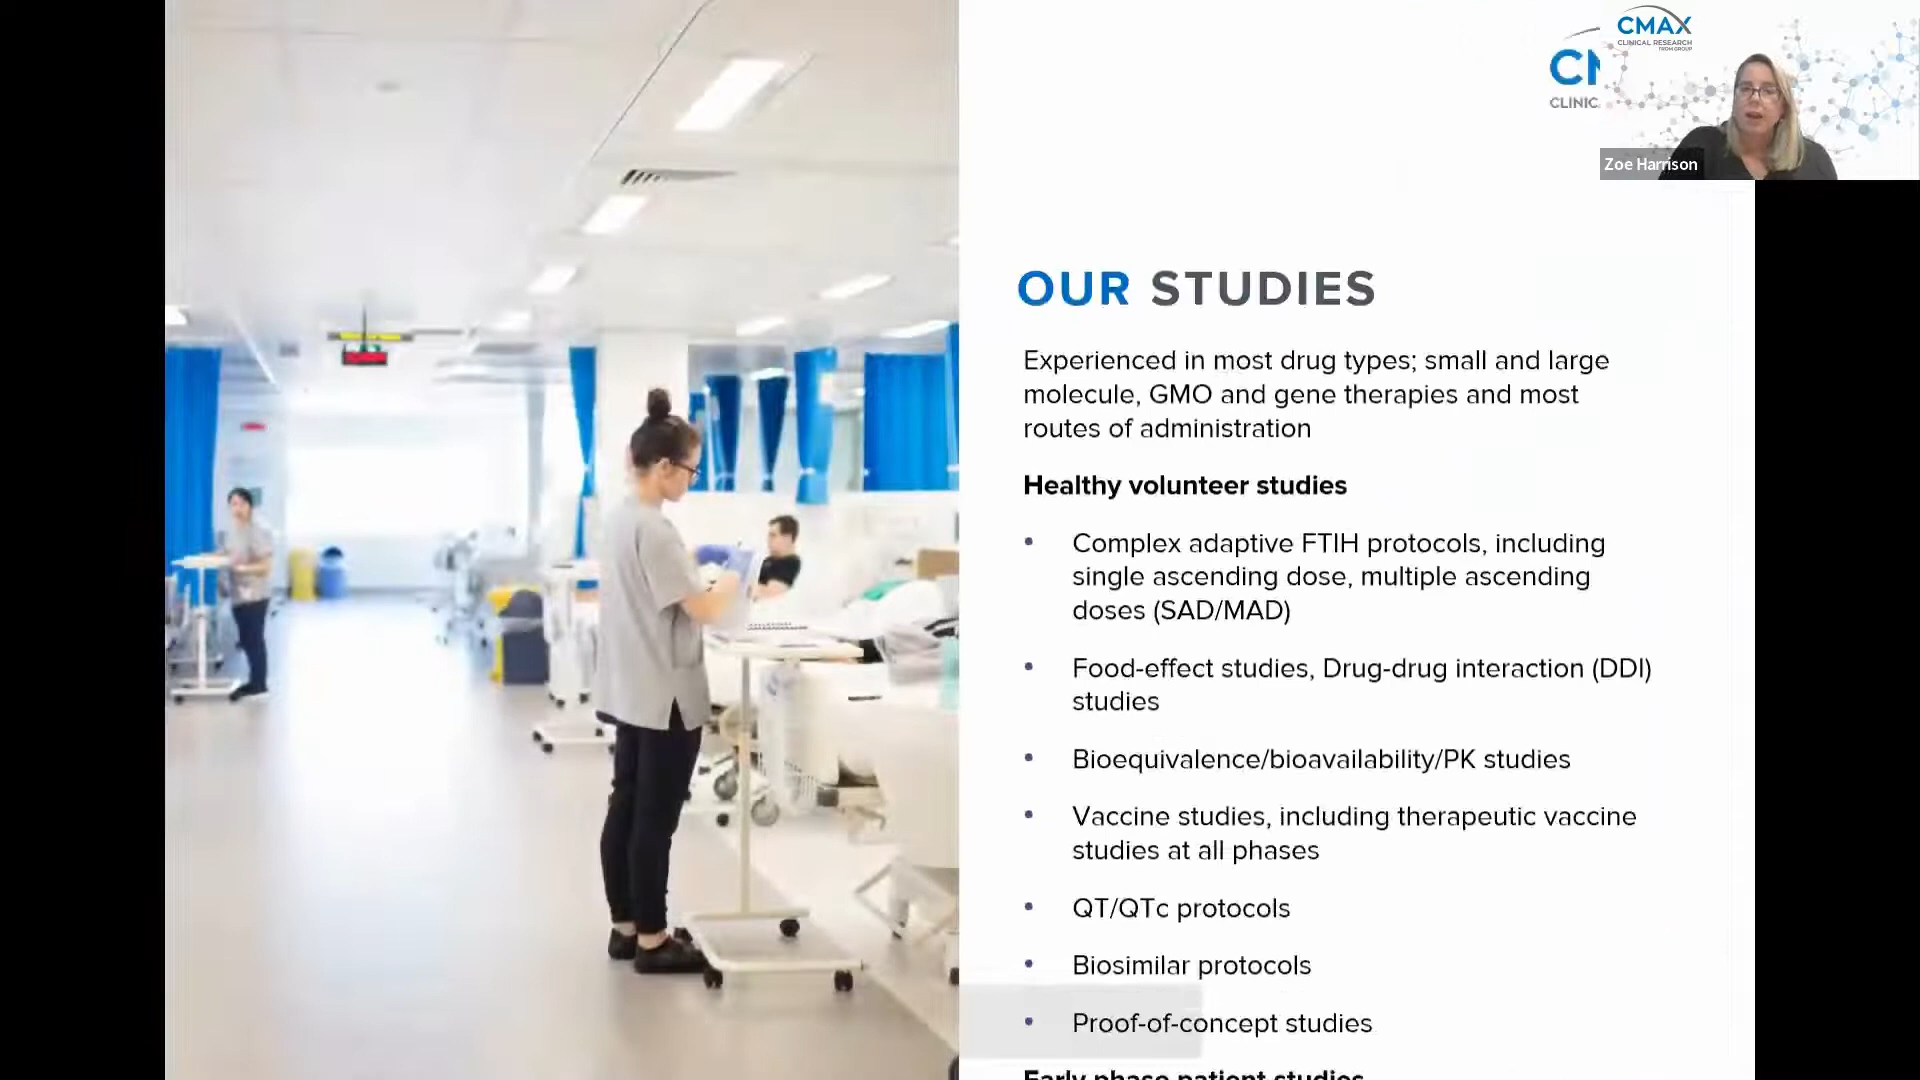 CMAX
CLINICAL RESEARCH
CLINIC
Zoe Harrison
OUR STUDIES
Experienced in most drug types; small and large
molecule, GMO and gene therapies and most
routes of administration
Healthy volunteer studies
• Complex adaptive FTIH protocols, including
single ascending dose, multiple ascending
doses (SAD/MAD)
• Food-effect studies, Drug-drug interaction (DDI)
studies
• Bioequivalence/bioavailability/PK studies
• Vaccine studies, including therapeutic vaccine
studies at all phases
• QT/QTc protocols
• Biosimilar protocols
• Proof-of-concept studies
Early phase patient studies